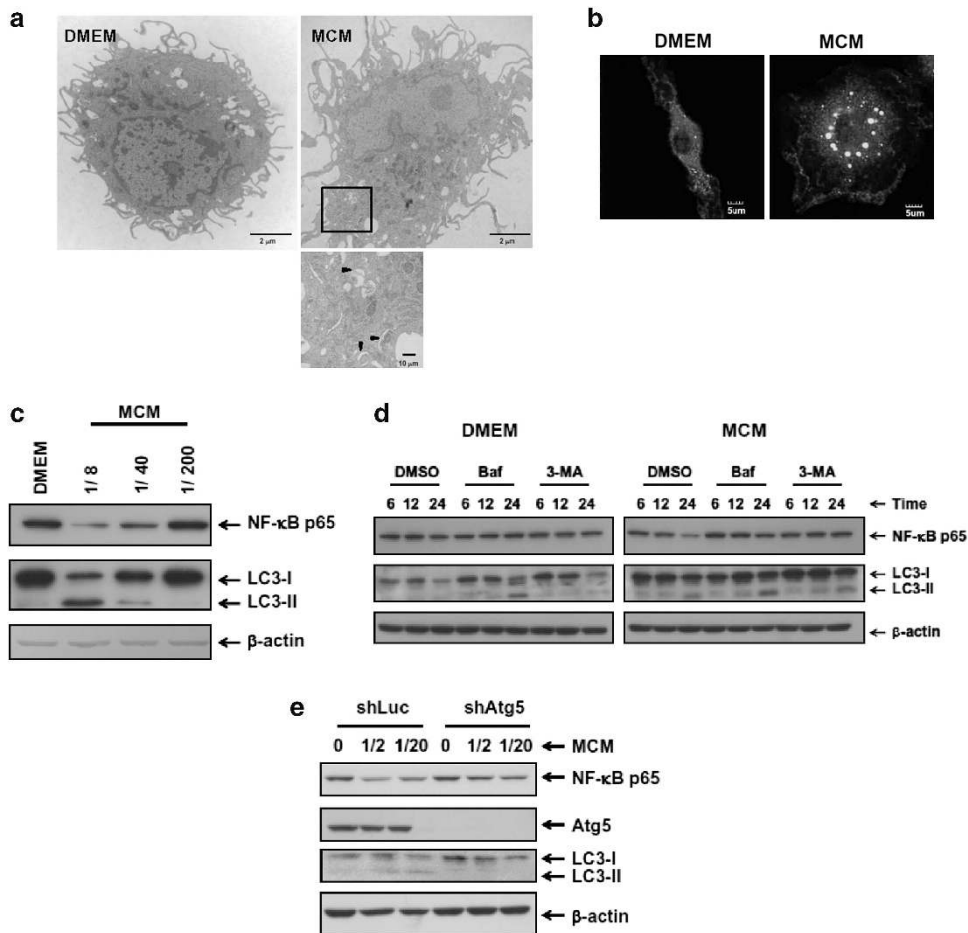 a
DMEM
MCM
2 µm
2 µm
10 µm
b
DMEM
MCM
5um
5um
c
MCM
DMEM
1/ 8
1/ 40
1/ 200
NF-κB p65
LC3-I
LC3-II
β-actin
d
DMEM
MCM
DMSO Baf 3-MA
DMSO Baf 3-MA
6 12 24 6 12 24 6 12 24
6 12 24 6 12 24 6 12 24
Time
NF-κB p65
LC3-I
LC3-II
β-actin
e
shLuc shAtg5
0 1/2 1/20 0 1/2 1/20 MCM
NF-κB p65
Atg5
LC3-I
LC3-II
β-actin